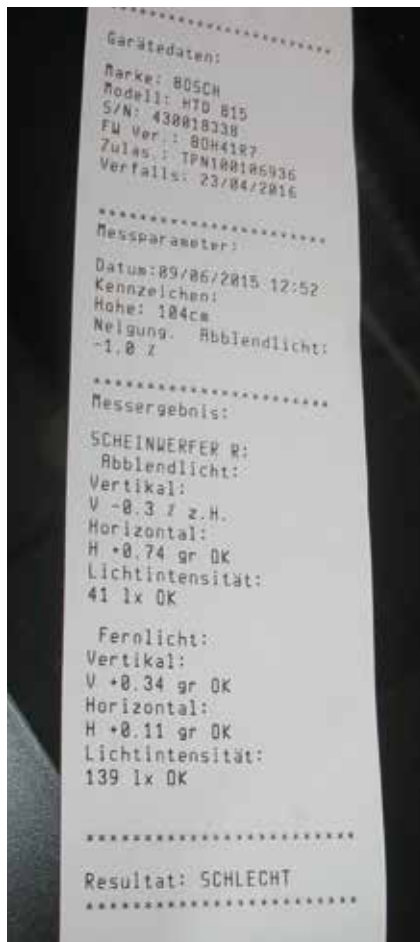 ************************
Garätedaten:
Marke: BOSCH
Modell: HTD 815
S/N: 430018338
FW Ver.: BOH41R7
Zulas.: TPN100106936
Verfalls: 23/04/2016
************************
Messparameter:
Datum:09/06/2015 12:52
Kennzeichen:
Hohe: 104cm
Neigung. Abblendlicht:
-1.0 %
************************
Messergebnis:
SCHEINWERFER R:
Abblendlicht:
Vertikal:
V -0.3 % z.H.
Horizontal:
H +0.74 gr OK
Lichtintensität:
41 lx OK
Fernlicht:
Vertikal:
V +0.34 gr OK
Horizontal:
H +0.11 gr OK
Lichtintensität:
139 lx OK
************************
Resultat: SCHLECHT
************************